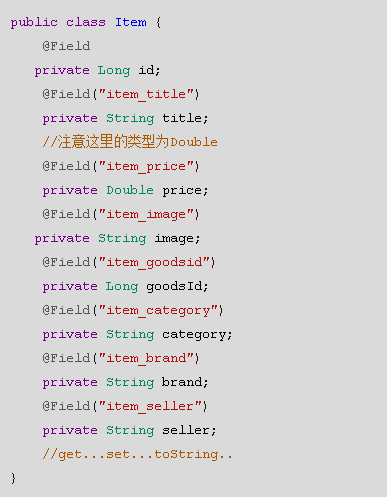 public class Item {
@Field
private Long id;
@Field("item_title")
private String title;
//注意这里的类型为Double
@Field("item_price")
private Double price;
@Field("item_image")
private String image;
@Field("item_goodsid")
private Long goodsId;
@Field("item_category")
private String category;
@Field("item_brand")
private String brand;
@Field("item_seller")
private String seller;
//get...set...toString..
}